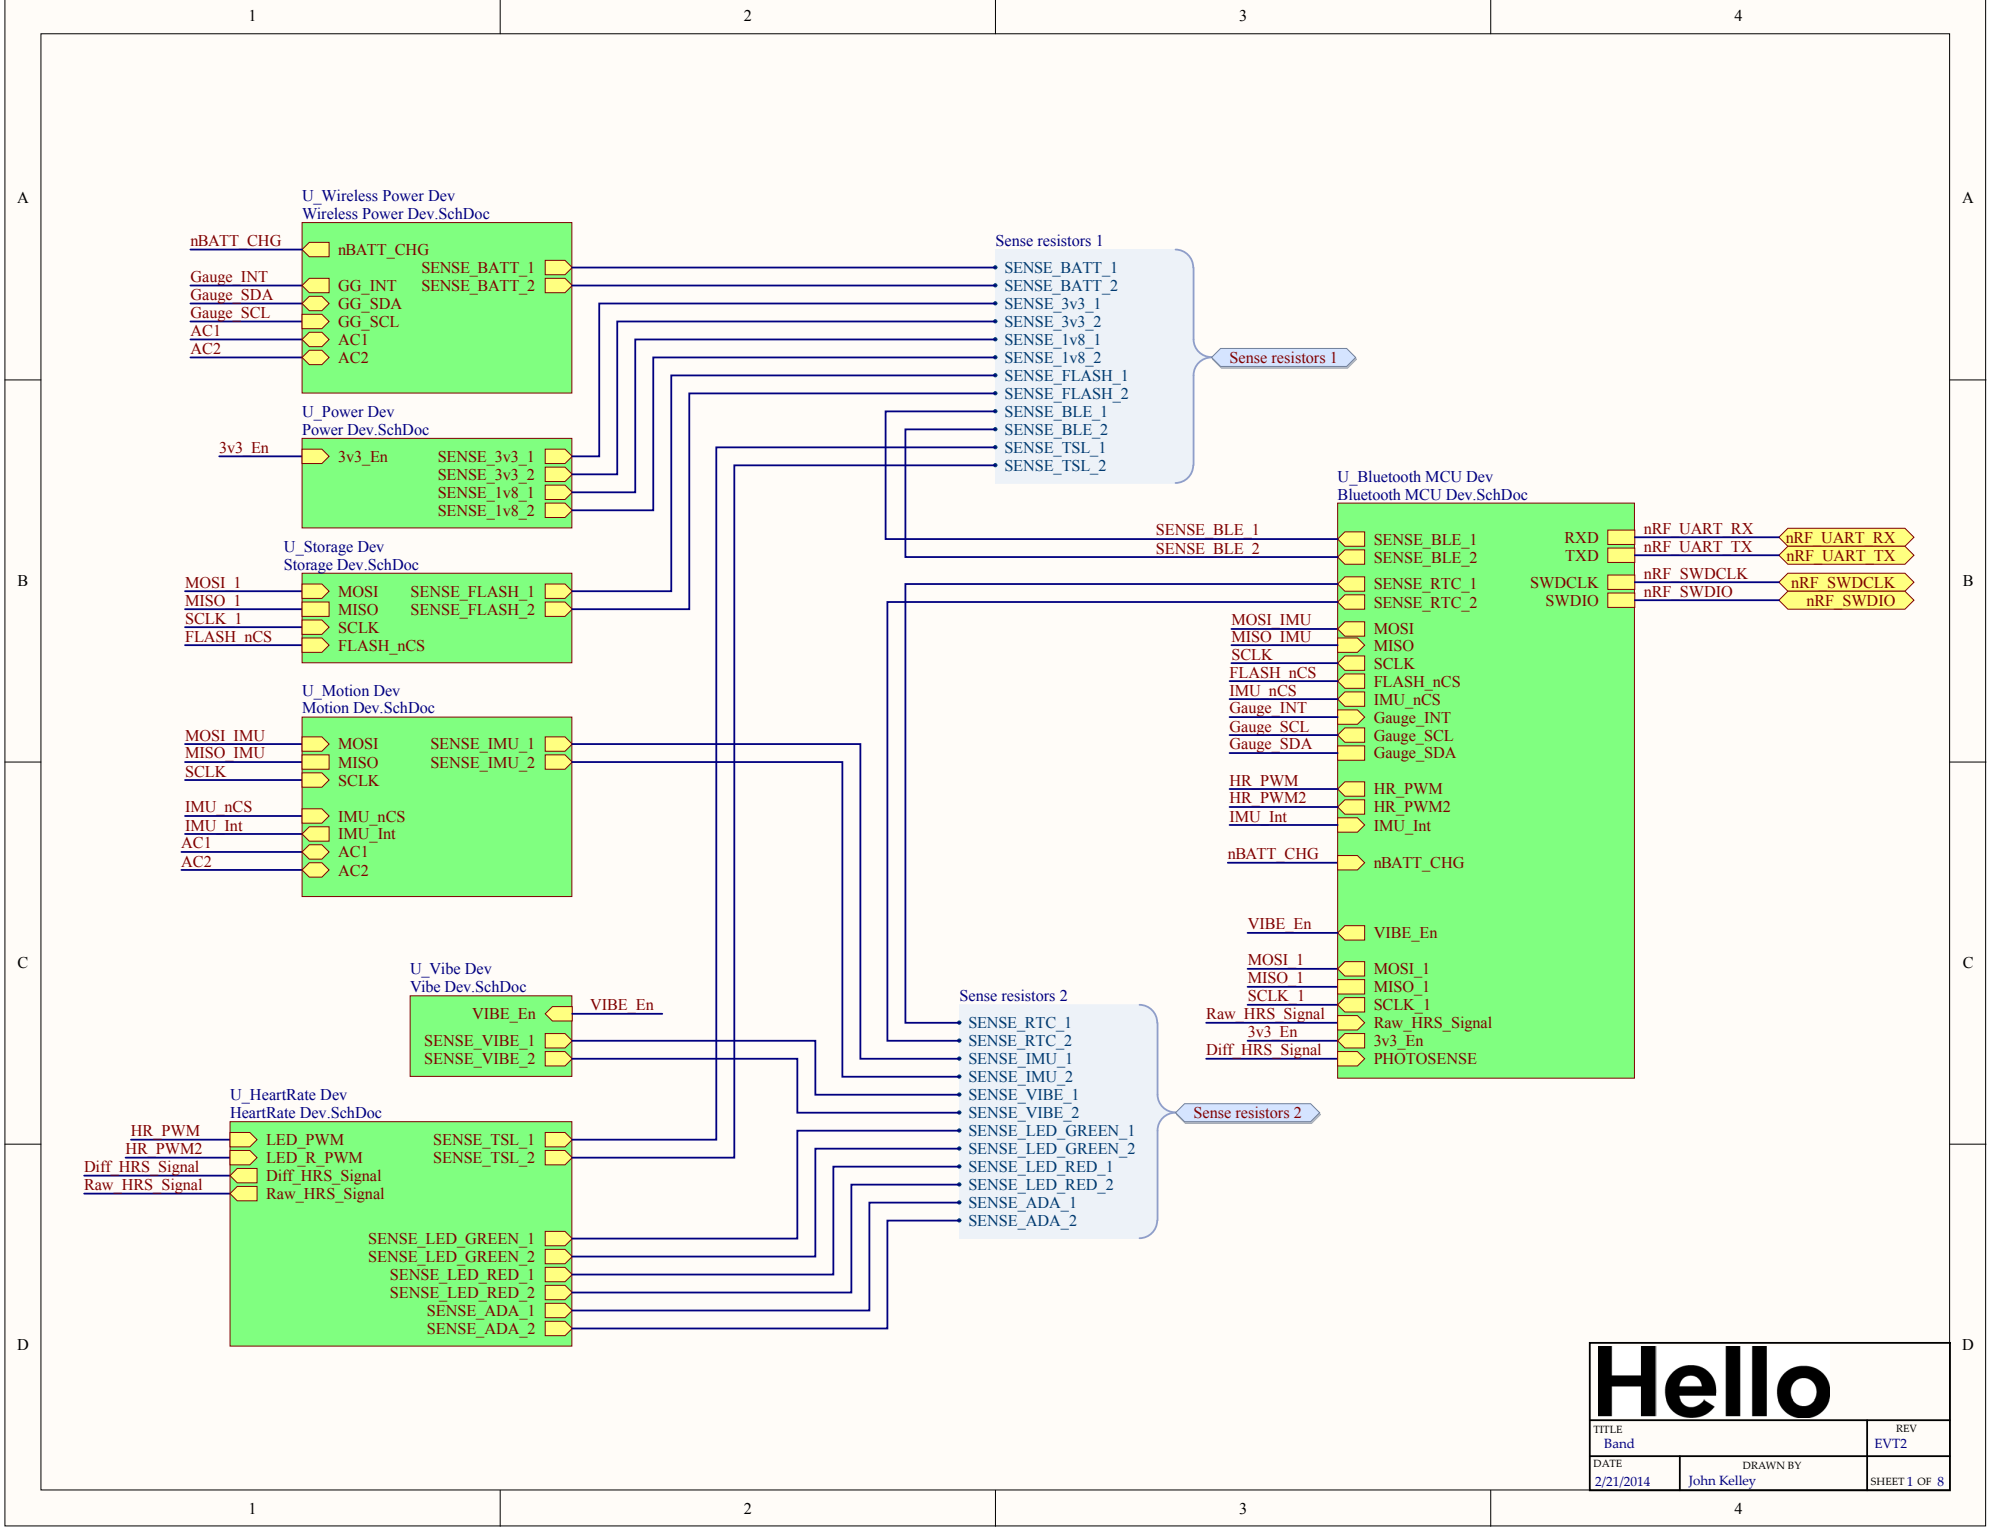 1
2
3
4
A
A
U_Wireless Power Dev
Wireless Power Dev.SchDoc
nBATT_CHG
nBATT_CHG
SENSE_BATT_1
SENSE_BATT_2
Gauge_INT
GG_INT
Gauge_SDA
GG_SDA
Gauge_SCL
GG_SCL
AC1
AC1
AC2
AC2
Sense resistors 1
SENSE_BATT_1
SENSE_BATT_2
SENSE_3v3_1
SENSE_3v3_2
SENSE_1v8_1
SENSE_1v8_2
SENSE_FLASH_1
SENSE_FLASH_2
SENSE_BLE_1
SENSE_BLE_2
SENSE_TSL_1
SENSE_TSL_2
Sense resistors 1
U_Power Dev
Power Dev.SchDoc
3v3_En
3v3_En
SENSE_3v3_1
SENSE_3v3_2
SENSE_1v8_1
SENSE_1v8_2
B
B
U_Storage Dev
Storage Dev.SchDoc
MOSI_1
MOSI
MISO_1
MISO
SCLK_1
SCLK
FLASH_nCS
FLASH_nCS
SENSE_FLASH_1
SENSE_FLASH_2
U_Motion Dev
Motion Dev.SchDoc
MOSI_IMU
MOSI
MISO_IMU
MISO
SCLK
SCLK
IMU_nCS
IMU_nCS
IMU_Int
IMU_Int
AC1
AC1
AC2
AC2
SENSE_IMU_1
SENSE_IMU_2
U_Bluetooth MCU Dev
Bluetooth MCU Dev.SchDoc
SENSE_BLE_1
SENSE_BLE_1
SENSE_BLE_2
SENSE_BLE_2
SENSE_RTC_1
SENSE_RTC_2
MOSI_IMU
MOSI
MISO_IMU
MISO
SCLK
SCLK
FLASH_nCS
FLASH_nCS
IMU_nCS
IMU_nCS
Gauge_INT
Gauge_INT
Gauge_SCL
Gauge_SCL
Gauge_SDA
Gauge_SDA
HR_PWM
HR_PWM
HR_PWM2
HR_PWM2
IMU_Int
IMU_Int
nBATT_CHG
nBATT_CHG
VIBE_En
VIBE_En
MOSI_1
MOSI_1
MISO_1
MISO_1
SCLK_1
SCLK_1
Raw_HRS_Signal
Raw_HRS_Signal
3v3_En
3v3_En
Diff_HRS_Signal
PHOTOSENSE
RXD
nRF_UART_RX
nRF_UART_RX
TXD
nRF_UART_TX
nRF_UART_TX
SWDCLK
nRF_SWDCLK
nRF_SWDCLK
SWDIO
nRF_SWDIO
nRF_SWDIO
C
C
U_Vibe Dev
Vibe Dev.SchDoc
VIBE_En
VIBE_En
SENSE_VIBE_1
SENSE_VIBE_2
Sense resistors 2
SENSE_RTC_1
SENSE_RTC_2
SENSE_IMU_1
SENSE_IMU_2
SENSE_VIBE_1
SENSE_VIBE_2
SENSE_LED_GREEN_1
SENSE_LED_GREEN_2
SENSE_LED_RED_1
SENSE_LED_RED_2
SENSE_ADA_1
SENSE_ADA_2
Sense resistors 2
U_HeartRate Dev
HeartRate Dev.SchDoc
HR_PWM
LED_PWM
HR_PWM2
LED_R_PWM
Diff_HRS_Signal
Diff_HRS_Signal
Raw_HRS_Signal
Raw_HRS_Signal
SENSE_TSL_1
SENSE_TSL_2
SENSE_LED_GREEN_1
SENSE_LED_GREEN_2
SENSE_LED_RED_1
SENSE_LED_RED_2
SENSE_ADA_1
SENSE_ADA_2
D
D
Hello
TITLE
Band
REV
EVT2
DATE
2/21/2014
DRAWN BY
John Kelley
SHEET 1 OF 8
1
2
3
4